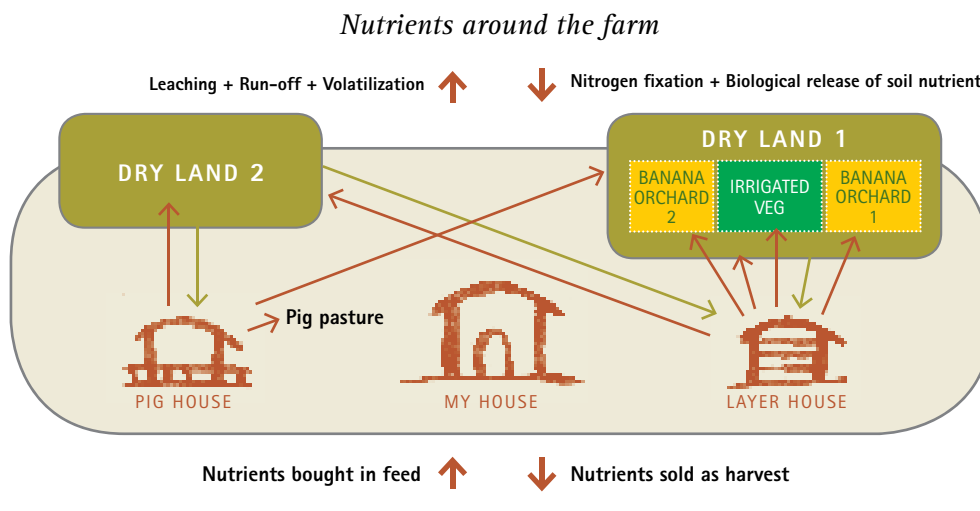 Nutrients around the farm
Leaching + Run-off + Volatilization
Nitrogen fixation + Biological release of soil nutrient
DRY LAND 2
DRY LAND 1
BANANA
ORCHARD
2
IRRIGATED
VEG
BANANA
ORCHARD
1
Pig pasture
PIG HOUSE
MY HOUSE
LAYER HOUSE
Nutrients bought in feed
Nutrients sold as harvest